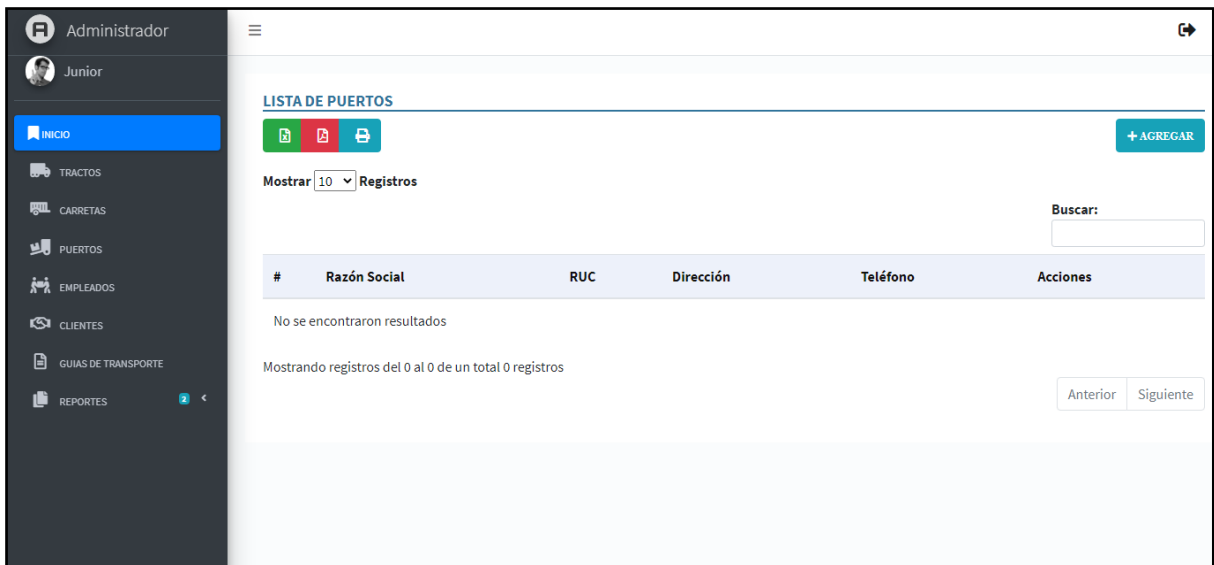 Administrador
Junior
INICIO
TRACTOS
CARRETAS
PUERTOS
EMPLEADOS
CLIENTES
GUIAS DE TRANSPORTE
REPORTES 2
LISTA DE PUERTOS
+ AGREGAR
Mostrar 10 Registros
Buscar:
# Razón Social RUC Dirección Teléfono Acciones
No se encontraron resultados
Mostrando registros del 0 al 0 de un total 0 registros
Anterior Siguiente